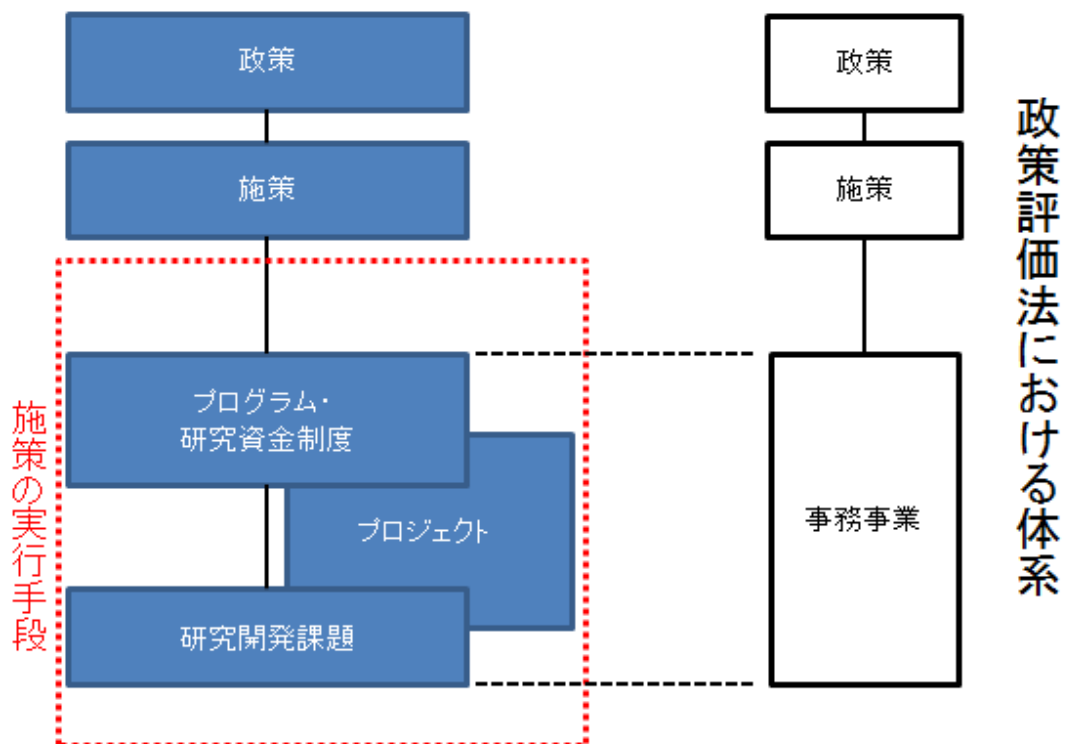 政策
施策
プログラム・
研究資金制度
プロジェクト
研究開発課題
施策の実行手段
政策
施策
事務事業
政策評価法における体系